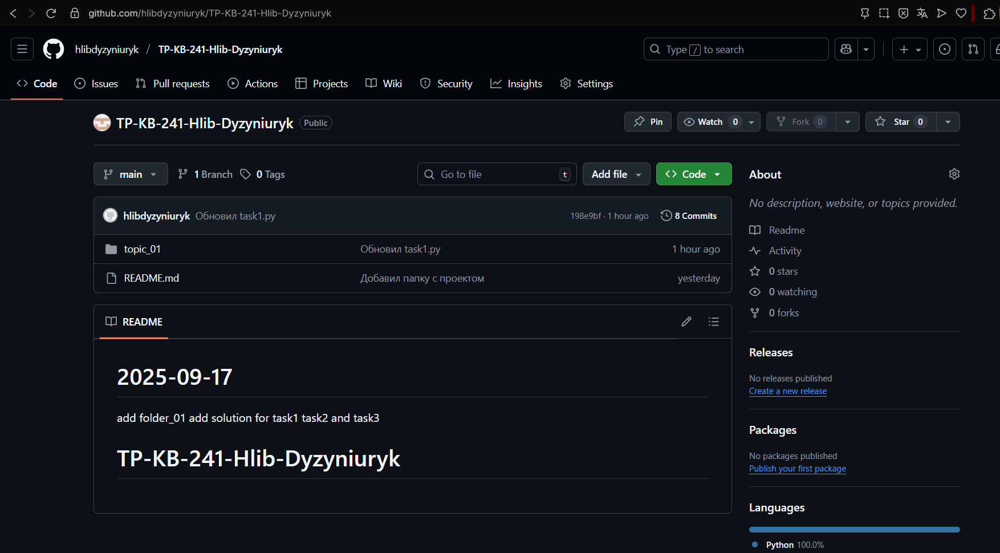 github.com/hlibdyzyniuryk/TP-KB-241-Hlib-Dyzyniuryk
hlibdyzyniuryk / TP-KB-241-Hlib-Dyzyniuryk
Type / to search
Code Issues Pull requests Actions Projects Wiki Security Insights Settings
TP-KB-241-Hlib-Dyzyniuryk Public
Pin Watch 0 Fork 0 Star 0
main 1 Branch 0 Tags
Go to file t Add file Code
hlibdyzyniuryk Обновил task1.py 198e9bf · 1 hour ago 8 Commits
topic_01 Обновил task1.py 1 hour ago
README.md Добавил папку с проектом yesterday
README
2025-09-17
add folder_01 add solution for task1 task2 and task3
TP-KB-241-Hlib-Dyzyniuryk
About
No description, website, or topics provided.
Readme
Activity
0 stars
0 watching
0 forks
Releases
No releases published
Create a new release
Packages
No packages published
Publish your first package
Languages
Python 100.0%